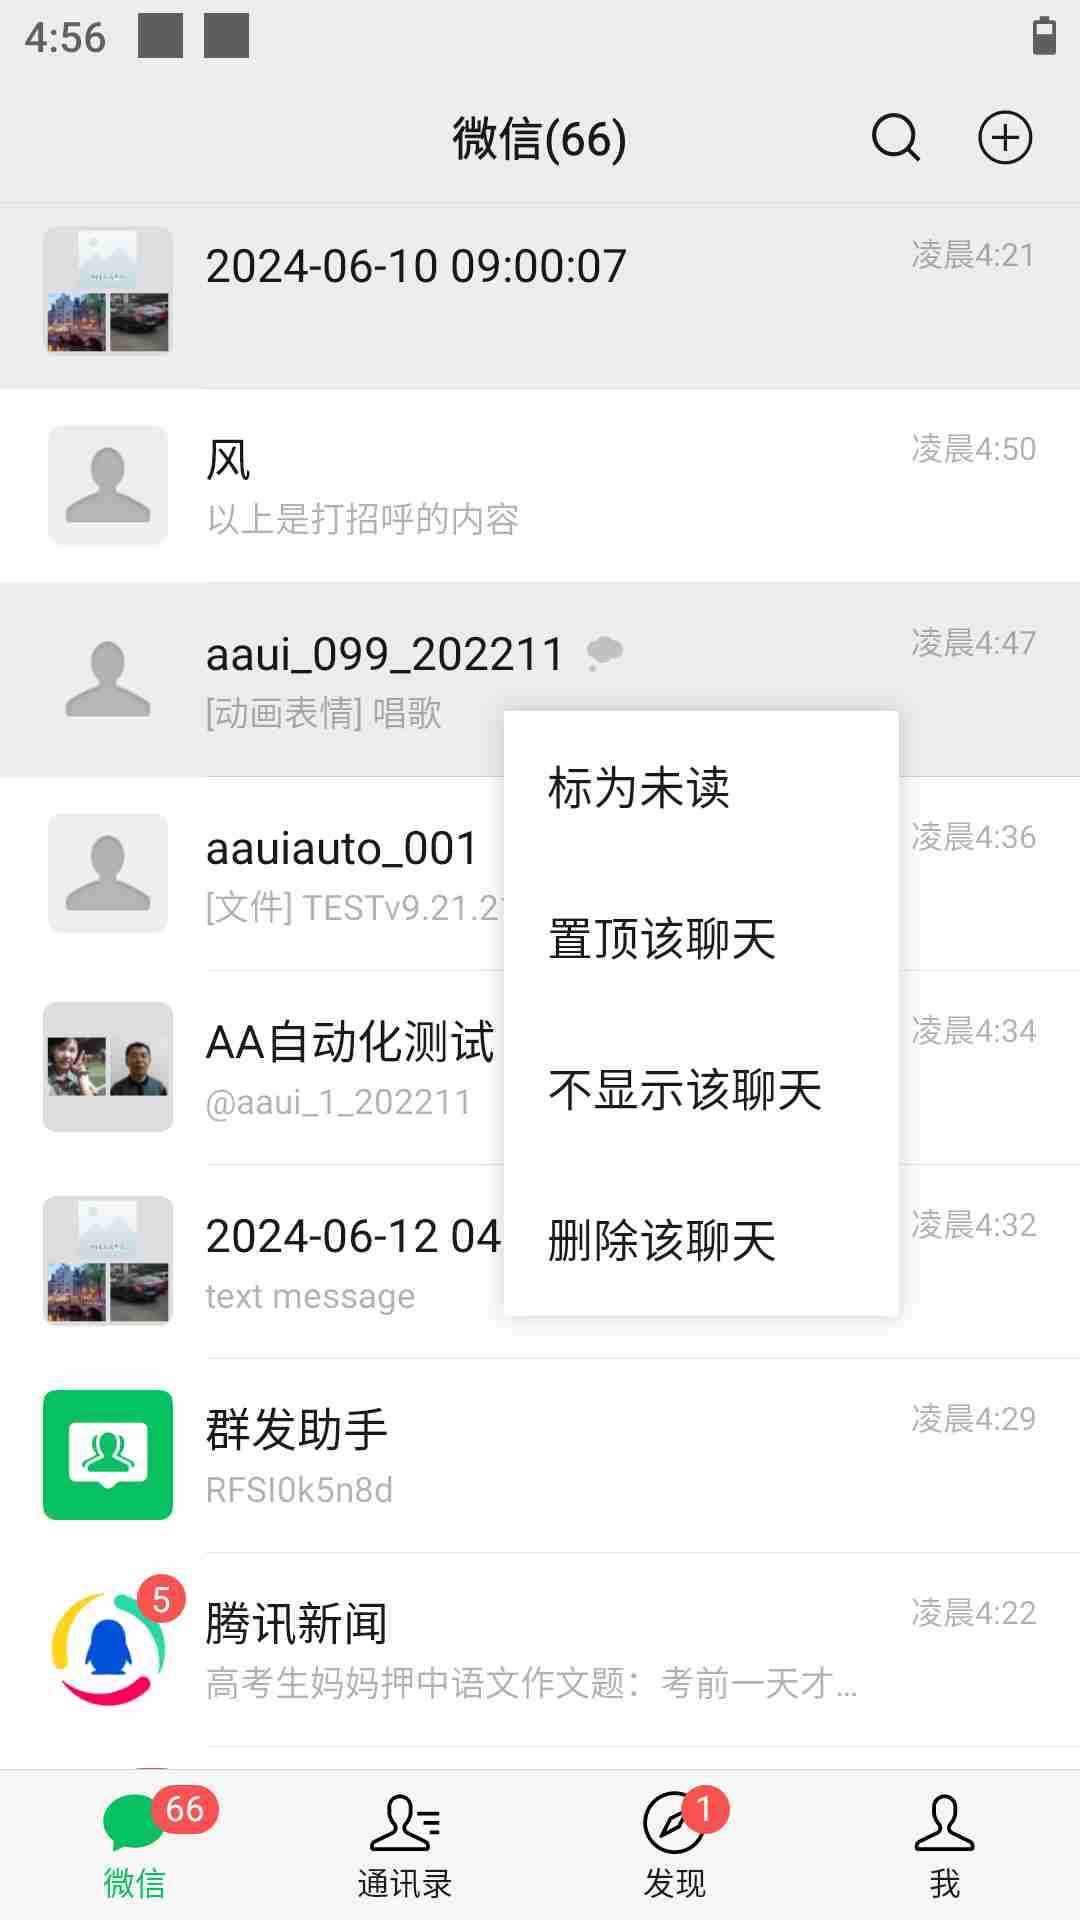 4:56
微信(66)
2024-06-10 09:00:07
凌晨4:21
风
凌晨4:50
以上是打招呼的内容
aaui_099_202211
凌晨4:47
[动画表情] 唱歌
标为未读
置顶该聊天
不显示该聊天
删除该聊天
aauiauto_001
凌晨4:36
[文件] TESTv9.21.2
AA自动化测试
凌晨4:34
@aaui_1_202211
2024-06-12 04
凌晨4:32
text message
群发助手
凌晨4:29
RFSI0k5n8d
5
腾讯新闻
凌晨4:22
高考生妈妈押中语文作文题：考前一天才...
66
1
微信
通讯录
发现
我